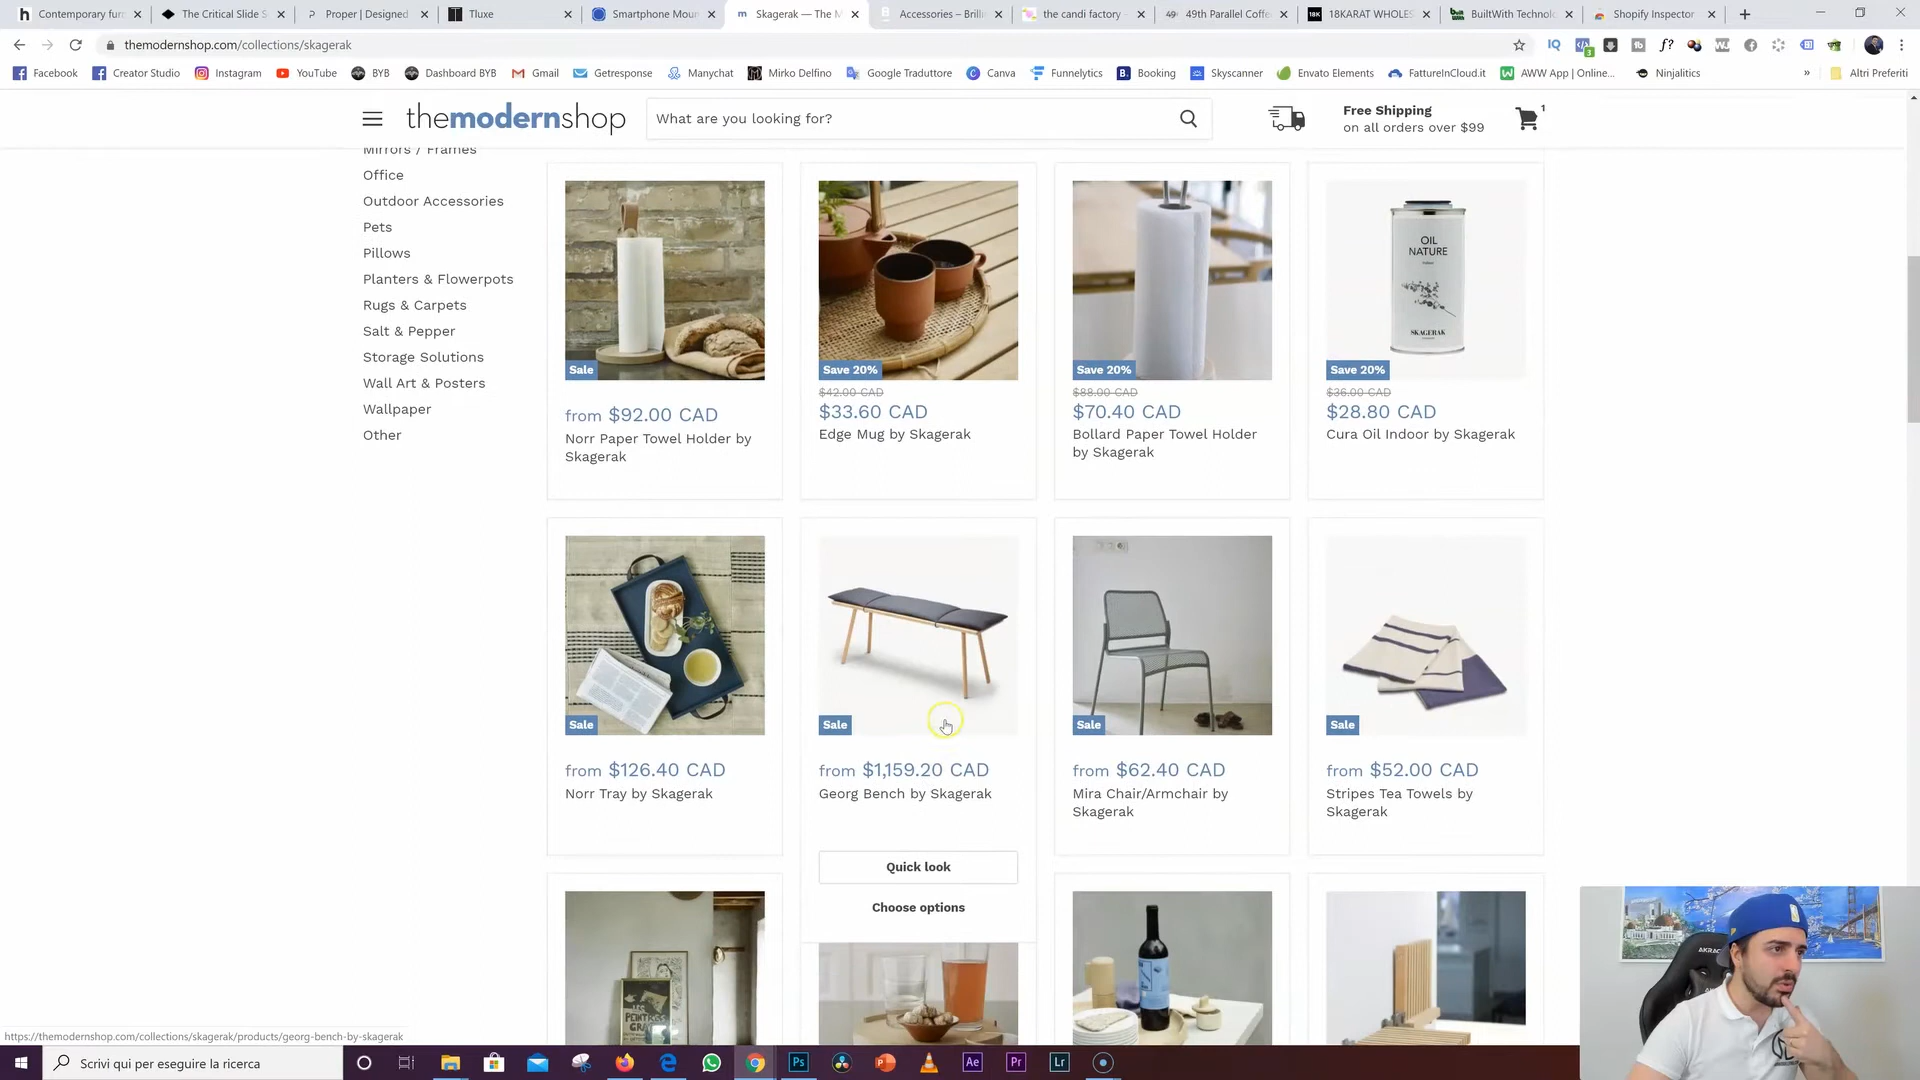 Contemporary furn
The Critical Slide S
Proper | Designed
Tluxe
Smartphone Moun
Skagerak — The M
Accessories – Brilli
the candi factory –
49th Parallel Coffe
18KARAT WHOLES
BuiltWith Technolo
Shopify Inspector
themodernshop.com/collections/skagerak
Facebook
Creator Studio
Instagram
YouTube
BYB
Dashboard BYB
Gmail
Getresponse
Manychat
Mirko Delfino
Google Traduttore
Canva
Funnelytics
Booking
Skyscanner
Envato Elements
FattureInCloud.it
AWW App | Online...
Ninjalitics
»
Altri Preferiti
themodernshop
What are you looking for?
Free Shipping
on all orders over $99
1
Mirrors / Frames
Office
Outdoor Accessories
Pets
Pillows
Planters & Flowerpots
Rugs & Carpets
Salt & Pepper
Storage Solutions
Wall Art & Posters
Wallpaper
Other
Sale
from $92.00 CAD
Norr Paper Towel Holder by
Skagerak
Save 20%
$42.00 CAD
$33.60 CAD
Edge Mug by Skagerak
Save 20%
$88.00 CAD
$70.40 CAD
Bollard Paper Towel Holder
by Skagerak
OIL
NATURE
SKAGERAK
Save 20%
$36.00 CAD
$28.80 CAD
Cura Oil Indoor by Skagerak
Sale
from $126.40 CAD
Norr Tray by Skagerak
Sale
from $1,159.20 CAD
Georg Bench by Skagerak
Quick look
Choose options
Sale
from $62.40 CAD
Mira Chair/Armchair by
Skagerak
Sale
from $52.00 CAD
Stripes Tea Towels by
Skagerak
https://themodernshop.com/collections/skagerak/products/georg-bench-by-skagerak
Scrivi qui per eseguire la ricerca
Ps
Ae
Pr
Lr